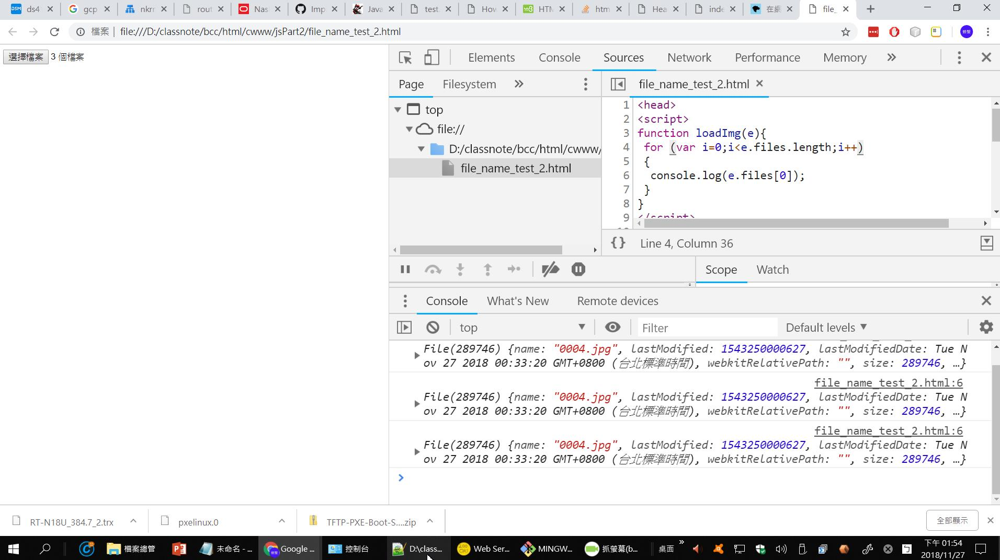 ds4
gcp
nkrr
rout
Nas
Imp
Java
test.
How
HTM
htm
Hea
inde
在網
file_
檔案 | file:///D:/classnote/bcc/html/cwww/jsPart2/file_name_test_2.html
選擇檔案 3 個檔案
Elements Console Sources Network Performance Memory
Page Filesystem
file_name_test_2.html
top
file://
D:/classnote/bcc/html/cwww/
file_name_test_2.html
1 <head>
2 <script>
3 function loadImg(e){
4 for (var i=0;i<e.files.length;i++)
5 {
6 console.log(e.files[0]);
7 }
8 }
9 </script>
{} Line 4, Column 36
Scope Watch
Console What's New Remote devices
top Filter Default levels
File(289746) {name: "0004.jpg", lastModified: 1543250000627, lastModifiedDate: Tue N
ov 27 2018 00:33:20 GMT+0800 (台北標準時間), webkitRelativePath: "", size: 289746, …}
file_name_test_2.html:6
File(289746) {name: "0004.jpg", lastModified: 1543250000627, lastModifiedDate: Tue N
ov 27 2018 00:33:20 GMT+0800 (台北標準時間), webkitRelativePath: "", size: 289746, …}
file_name_test_2.html:6
File(289746) {name: "0004.jpg", lastModified: 1543250000627, lastModifiedDate: Tue N
ov 27 2018 00:33:20 GMT+0800 (台北標準時間), webkitRelativePath: "", size: 289746, …}
RT-N18U_384.7_2.trx
pxelinux.0
TFTP-PXE-Boot-S....zip
全部顯示
檔案總管
未命名 - ...
Google ...
控制台
D:\class...
Web Ser...
MINGW...
抓螢幕(b...
桌面
下午 01:54
2018/11/27